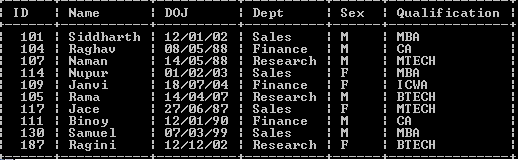 ID | Name | DOJ | Dept | Sex | Qualification
101 | Siddharth | 12/01/02 | Sales | M | MBA
104 | Raghav | 08/05/88 | Finance | M | CA
107 | Naman | 14/05/88 | Research | M | MTECH
114 | Nupur | 01/02/03 | Sales | F | MBA
109 | Janvi | 18/07/04 | Finance | F | ICWA
105 | Rama | 14/04/07 | Research | M | BTECH
117 | Jace | 27/06/87 | Sales | F | MTECH
111 | Binoy | 12/01/90 | Finance | M | CA
130 | Samuel | 07/03/99 | Sales | M | MBA
187 | Ragini | 12/12/02 | Research | F | BTECH